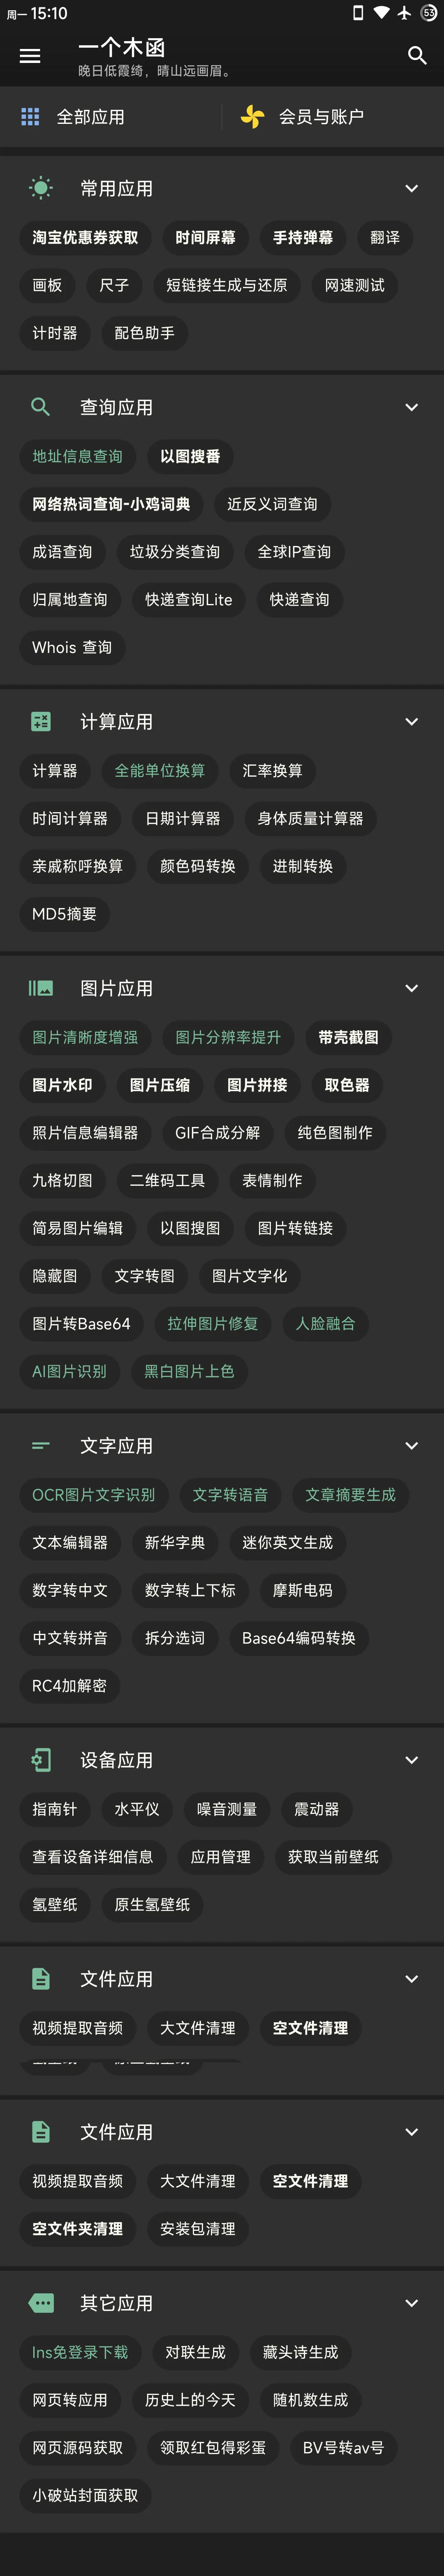 周一 15:10
53
一个木函
晚日低霞绮，晴山远画眉。
全部应用 会员与账户
常用应用
淘宝优惠券获取 时间屏幕 手持弹幕 翻译
画板 尺子 短链接生成与还原 网速测试
计时器 配色助手
查询应用
地址信息查询 以图搜番
网络热词查询-小鸡词典 近反义词查询
成语查询 垃圾分类查询 全球IP查询
归属地查询 快递查询Lite 快递查询
Whois 查询
计算应用
计算器 全能单位换算 汇率换算
时间计算器 日期计算器 身体质量计算器
亲戚称呼换算 颜色码转换 进制转换
MD5摘要
图片应用
图片清晰度增强 图片分辨率提升 带壳截图
图片水印 图片压缩 图片拼接 取色器
照片信息编辑器 GIF合成分解 纯色图制作
九格切图 二维码工具 表情制作
简易图片编辑 以图搜图 图片转链接
隐藏图 文字转图 图片文字化
图片转Base64 拉伸图片修复 人脸融合
AI图片识别 黑白图片上色
文字应用
OCR图片文字识别 文字转语音 文章摘要生成
文本编辑器 新华字典 迷你英文生成
数字转中文 数字转上下标 摩斯电码
中文转拼音 拆分选词 Base64编码转换
RC4加解密
设备应用
指南针 水平仪 噪音测量 震动器
查看设备详细信息 应用管理 获取当前壁纸
氢壁纸 原生氢壁纸
文件应用
视频提取音频 大文件清理 空文件清理
文件应用
视频提取音频 大文件清理 空文件清理
空文件夹清理 安装包清理
其它应用
Ins免登录下载 对联生成 藏头诗生成
网页转应用 历史上的今天 随机数生成
网页源码获取 领取红包得彩蛋 BV号转av号
小破站封面获取